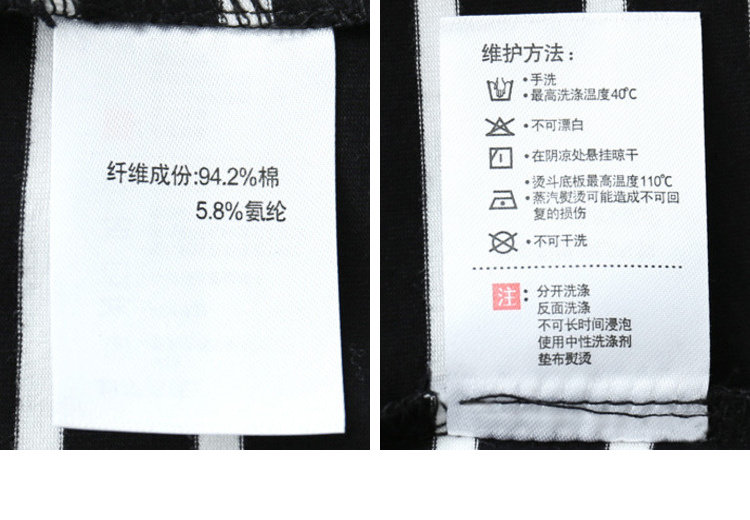 纤维成份:94.2%棉
5.8%氨纶
维护方法:
•手洗
•最高洗涤温度40℃
•不可漂白
•在阴凉处悬挂晾干
•烫斗底板最高温度110℃
•蒸汽熨烫可能造成不可回
复的损伤
•不可干洗
注:
分开洗涤
反面洗涤
不可长时间浸泡
使用中性洗涤剂
垫布熨烫